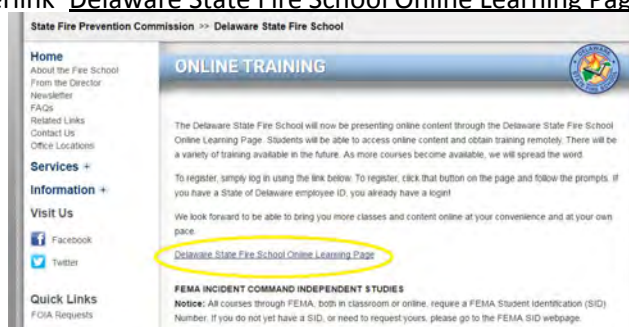 Delaware State Fire School Online Learning Pag
State Fire Prevention Commission >> Delaware State Fire School
Home
About the Fire School
From the Director
Newsletter
FAQs
Related Links
Contact Us
Office Locations
Services +
Information +
Visit Us
Facebook
Twitter
Quick Links
FOIA Requests
ONLINE TRAINING
The Delaware State Fire School will now be presenting online content through the Delaware State Fire School
Online Learning Page. Students will be able to access online content and obtain training remotely. There will be
a variety of training available in the future. As more courses become available, we will spread the word.
To register, simply log in using the link below. To register, click that button on the page and follow the prompts. If
you have a State of Delaware employee ID, you already have a login!
We look forward to be able to bring you more classes and content online at your convenience and at your own
pace.
Delaware State Fire School Online Learning Page
FEMA INCIDENT COMMAND INDEPENDENT STUDIES
Notice: All courses through FEMA, both in classroom or online, require a FEMA Student Identification (SID)
Number. If you do not yet have a SID, or need to request yours, please go to the FEMA SID webpage.